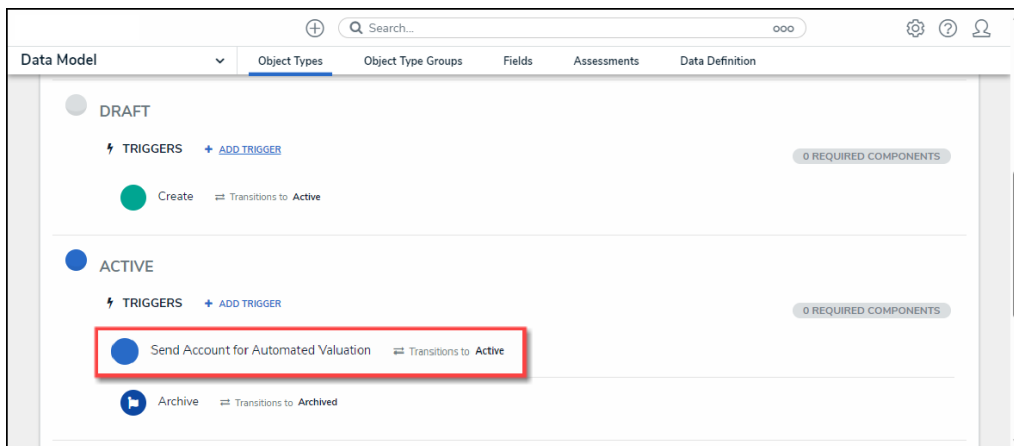 Search...
ooo
Data Model
Object Types
Object Type Groups
Fields
Assessments
Data Definition
DRAFT
TRIGGERS + ADD TRIGGER
0 REQUIRED COMPONENTS
Create Transitions to Active
ACTIVE
TRIGGERS + ADD TRIGGER
0 REQUIRED COMPONENTS
Send Account for Automated Valuation Transitions to Active
Archive Transitions to Archived